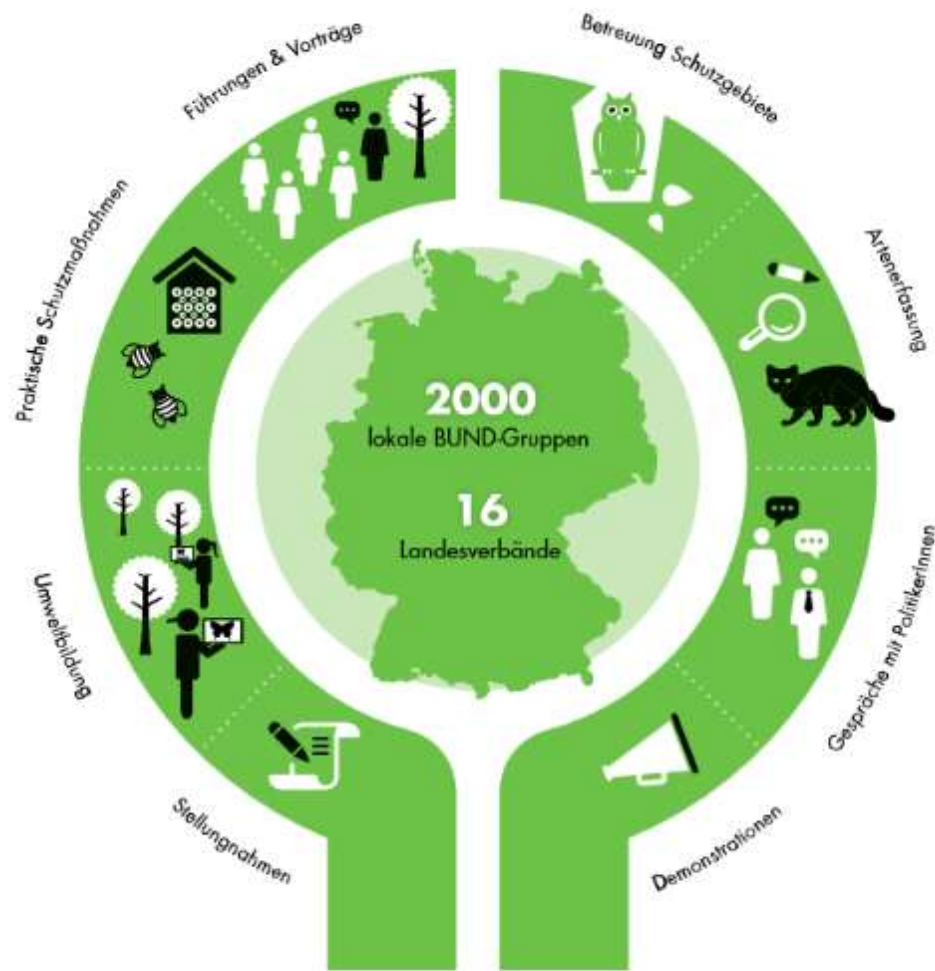 Führungen & Vorträge
Betreuung Schutzgebiete
Praktische Schutzmaßnahmen
Artenerfassung
2000
lokale BUND-Gruppen
16
Landesverbände
Umweltbildung
Gespräche mit PolitikerInnen
Stellungnahmen
Demonstrationen